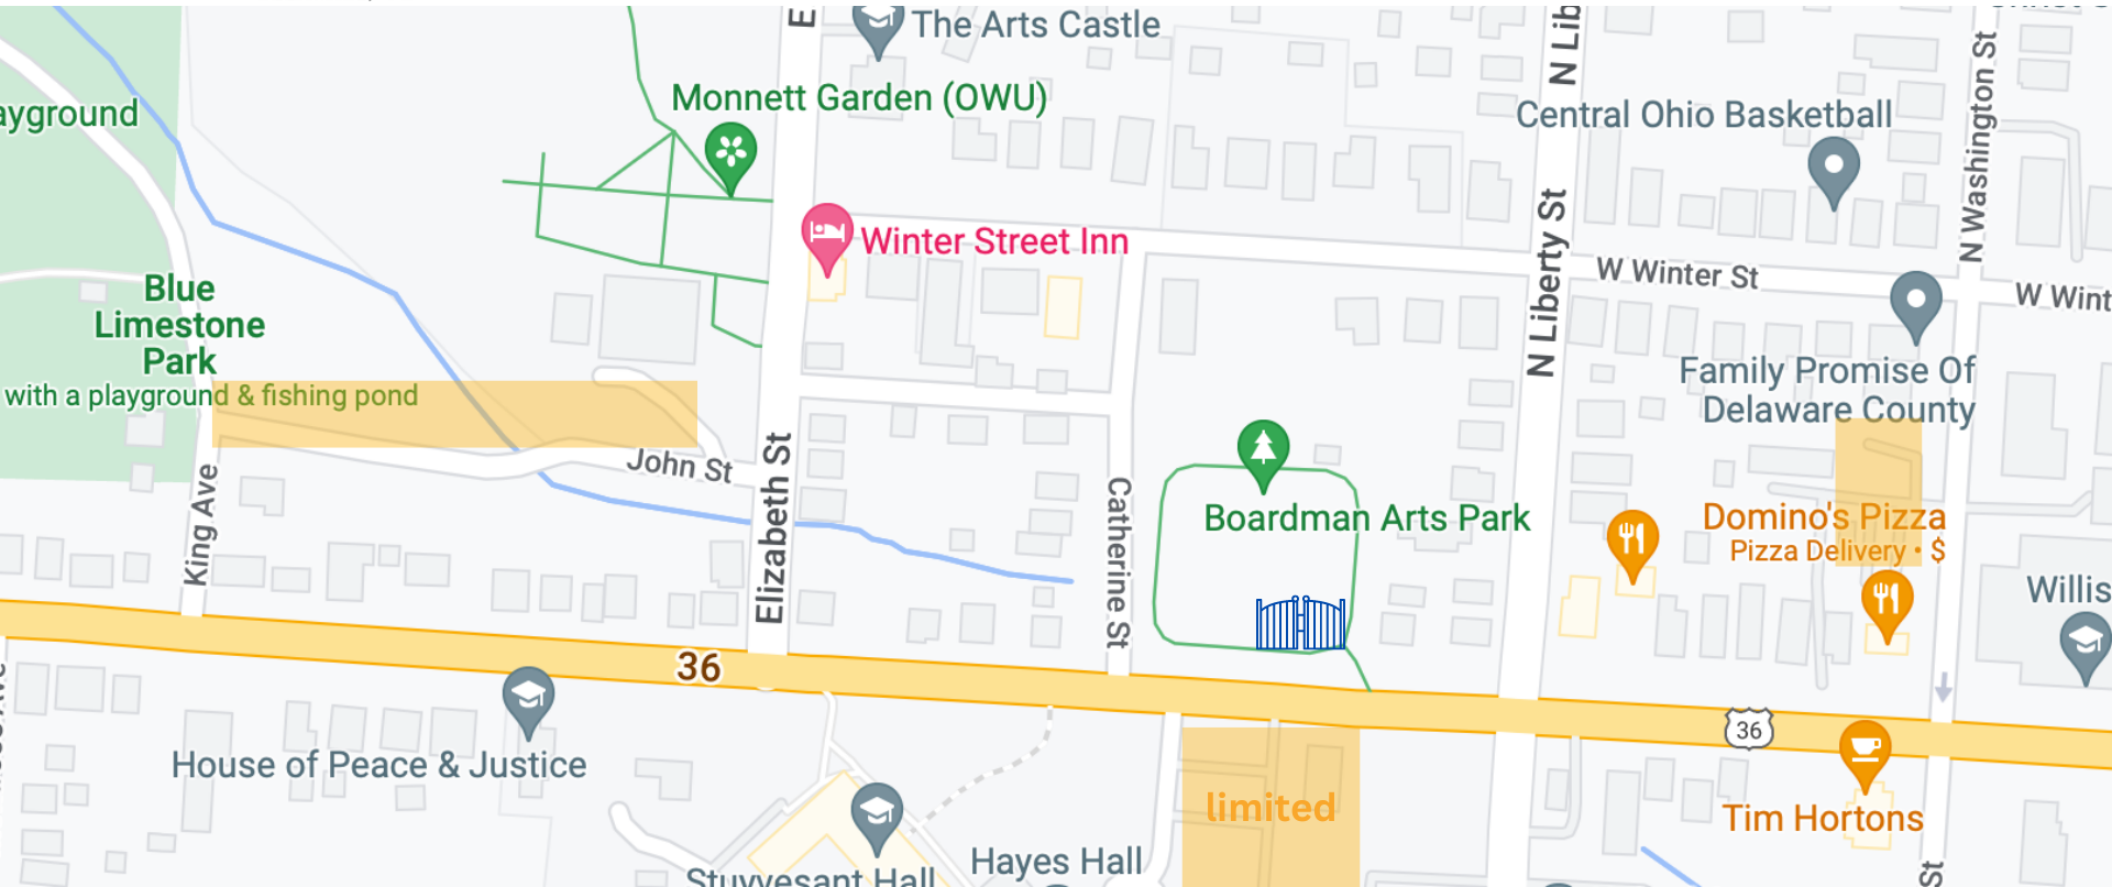 E
The Arts Castle
N Lib
N Washington St
Monnett Garden (OWU)
ayground
Central Ohio Basketball
Winter Street Inn
N Liberty St
W Winter St
W Wint
Blue
Limestone
Park
with a playground & fishing pond
Family Promise Of
Delaware County
John St
King Ave
Elizabeth St
Catherine St
Boardman Arts Park
Domino's Pizza
Pizza Delivery • $
Willis
36
36
House of Peace & Justice
limited
Tim Hortons
Hayes Hall
Stuyvesant Hall
St